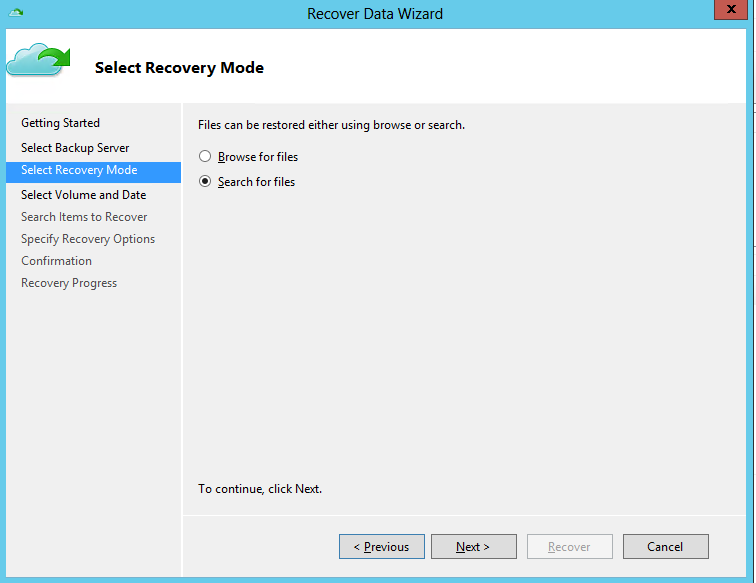 Recover Data Wizard
x
Select Recovery Mode
Getting Started
Select Backup Server
Select Recovery Mode
Select Volume and Date
Search Items to Recover
Specify Recovery Options
Confirmation
Recovery Progress
Files can be restored either using browse or search.
Browse for files
Search for files
To continue, click Next.
< Previous
Next >
Recover
Cancel